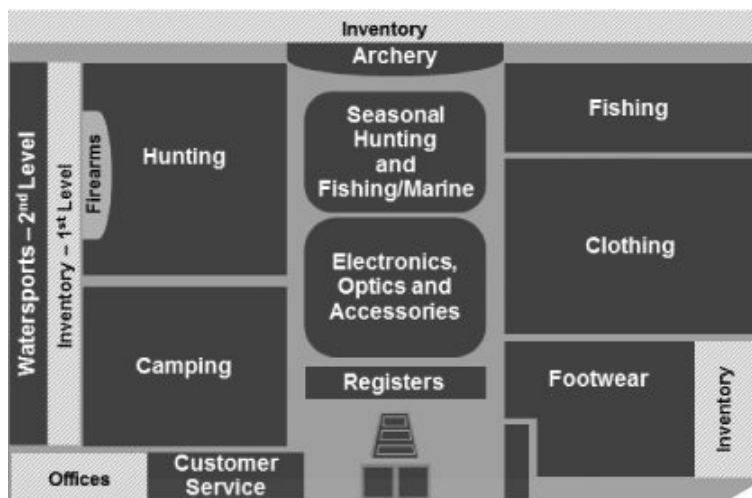 Inventory
Archery
Watersports – 2nd Level
Inventory – 1st Level
Firearms
Hunting
Seasonal
Hunting
and
Fishing/Marine
Fishing
Clothing
Electronics,
Optics and
Accessories
Camping
Registers
Footwear
Inventory
Offices
Customer
Service